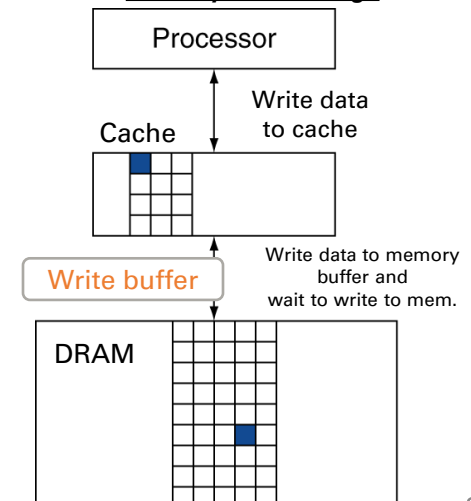 Processor
Write data
to cache
Cache
Write data to memory
buffer and
wait to write to mem.
Write buffer
DRAM